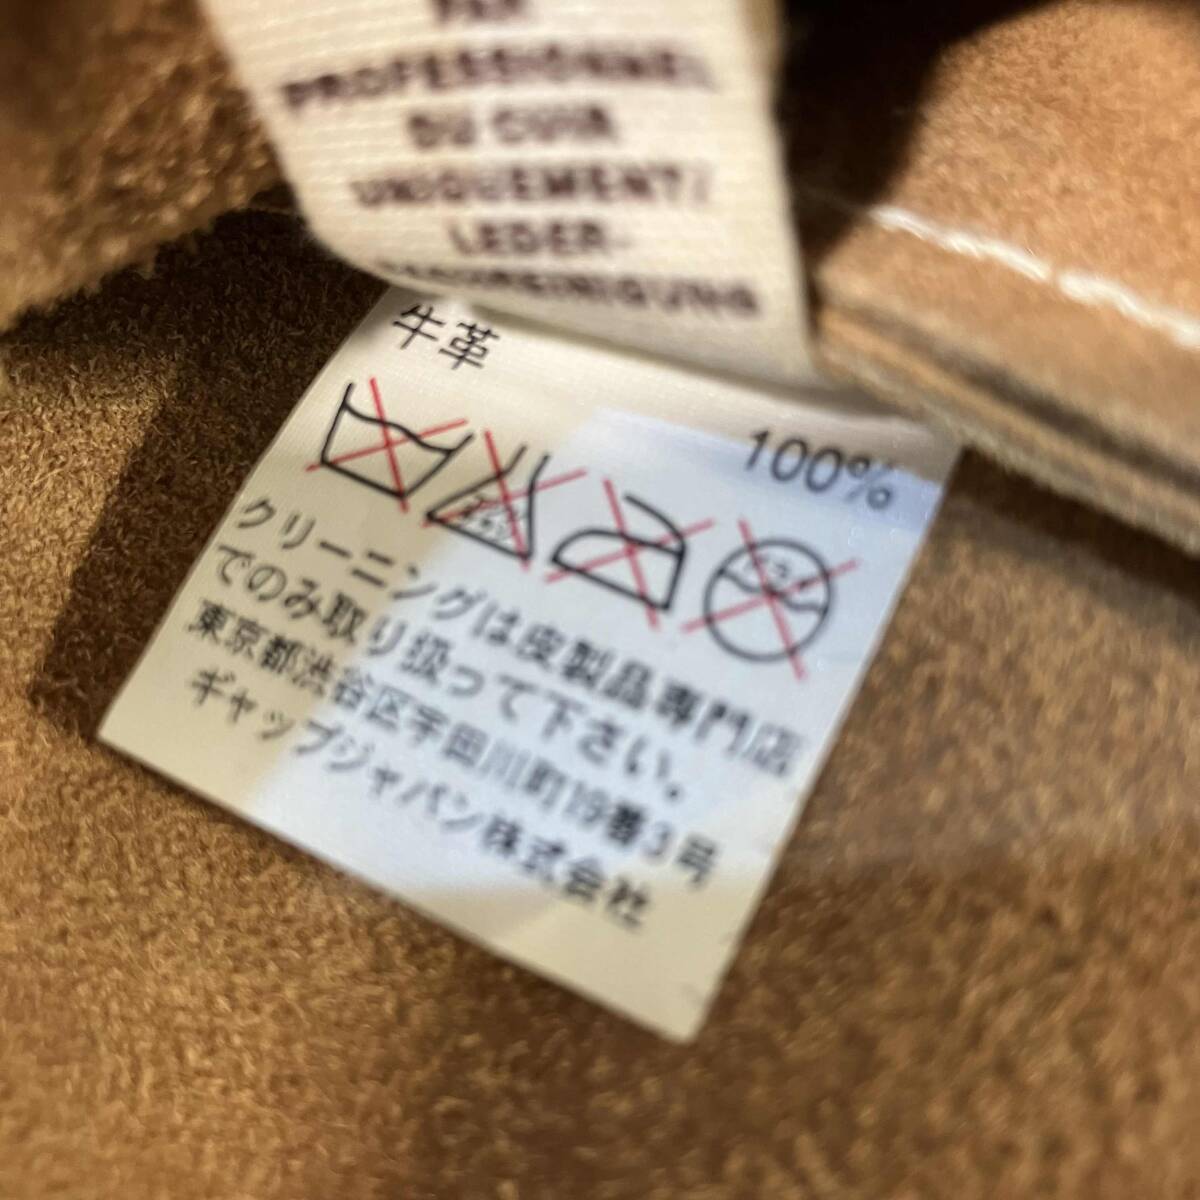 PAR
PROFESSIONNEL
DU CUIR
UNIQUEMENT/
LEDER-
牛革
100%
クリーニングは皮製品専門店
でのみ取り扱って下さい。
東京都渋谷区宇田川町19番3号
ギャップジャパン株式会社